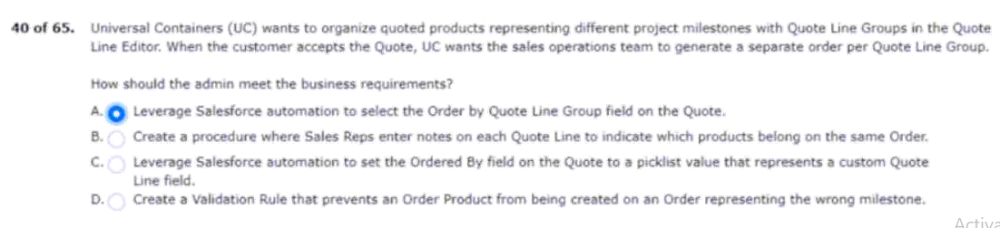 40 of 65. Universal Containers (UC) wants to organize quoted products representing different project milestones with Quote Line Groups in the Quote
Line Editor. When the customer accepts the Quote, UC wants the sales operations team to generate a separate order per Quote Line Group.
How should the admin meet the business requirements?
A. Leverage Salesforce automation to select the Order by Quote Line Group field on the Quote.
B. Create a procedure where Sales Reps enter notes on each Quote Line to indicate which products belong on the same Order.
C. Leverage Salesforce automation to set the Ordered By field on the Quote to a picklist value that represents a custom Quote
Line field.
D. Create a Validation Rule that prevents an Order Product from being created on an Order representing the wrong milestone.
Activa